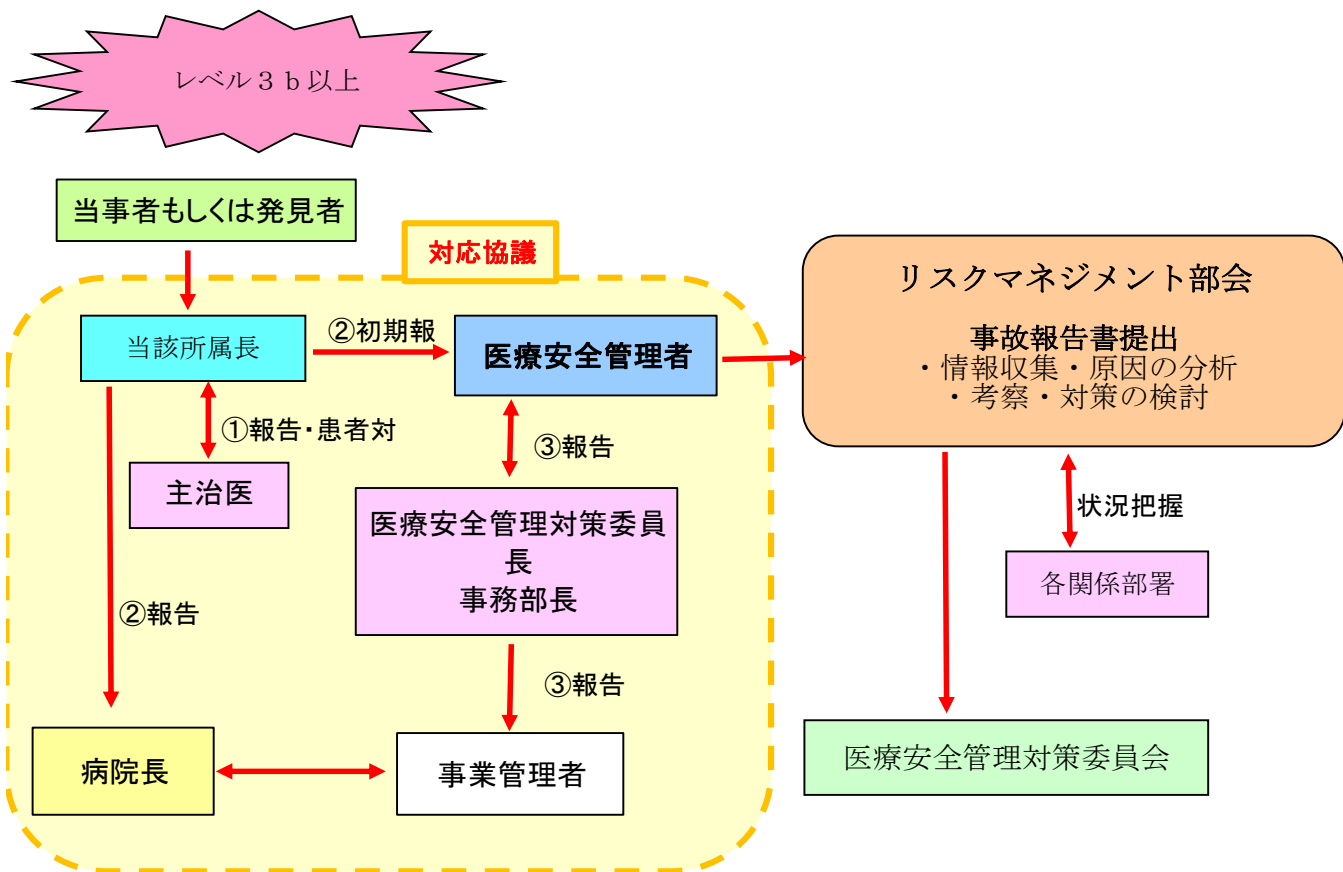 レベル３ｂ以上
当事者もしくは発見者
対応協議
当該所属長
②初期報
医療安全管理者
①報告・患者対
主治医
③報告
医療安全管理対策委員
長
事務部長
②報告
③報告
病院長
事業管理者
リスクマネジメント部会
事故報告書提出
・情報収集・原因の分析
・考察・対策の検討
状況把握
各関係部署
医療安全管理対策委員会